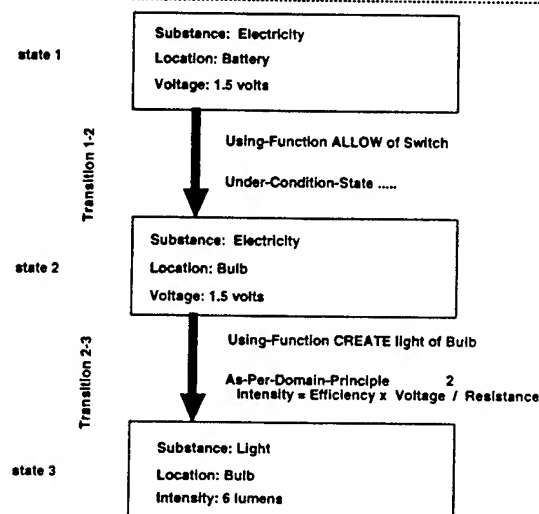 state 1
Substance: Electricity
Location: Battery
Voltage: 1.5 volts
Transition 1-2
Using-Function ALLOW of Switch
Under-Condition-State .....
state 2
Substance: Electricity
Location: Bulb
Voltage: 1.5 volts
Transition 2-3
Using-Function CREATE light of Bulb
As-Per-Domain-Principle 2
Intensity = Efficiency x Voltage / Resistance
state 3
Substance: Light
Location: Bulb
Intensity: 6 lumens